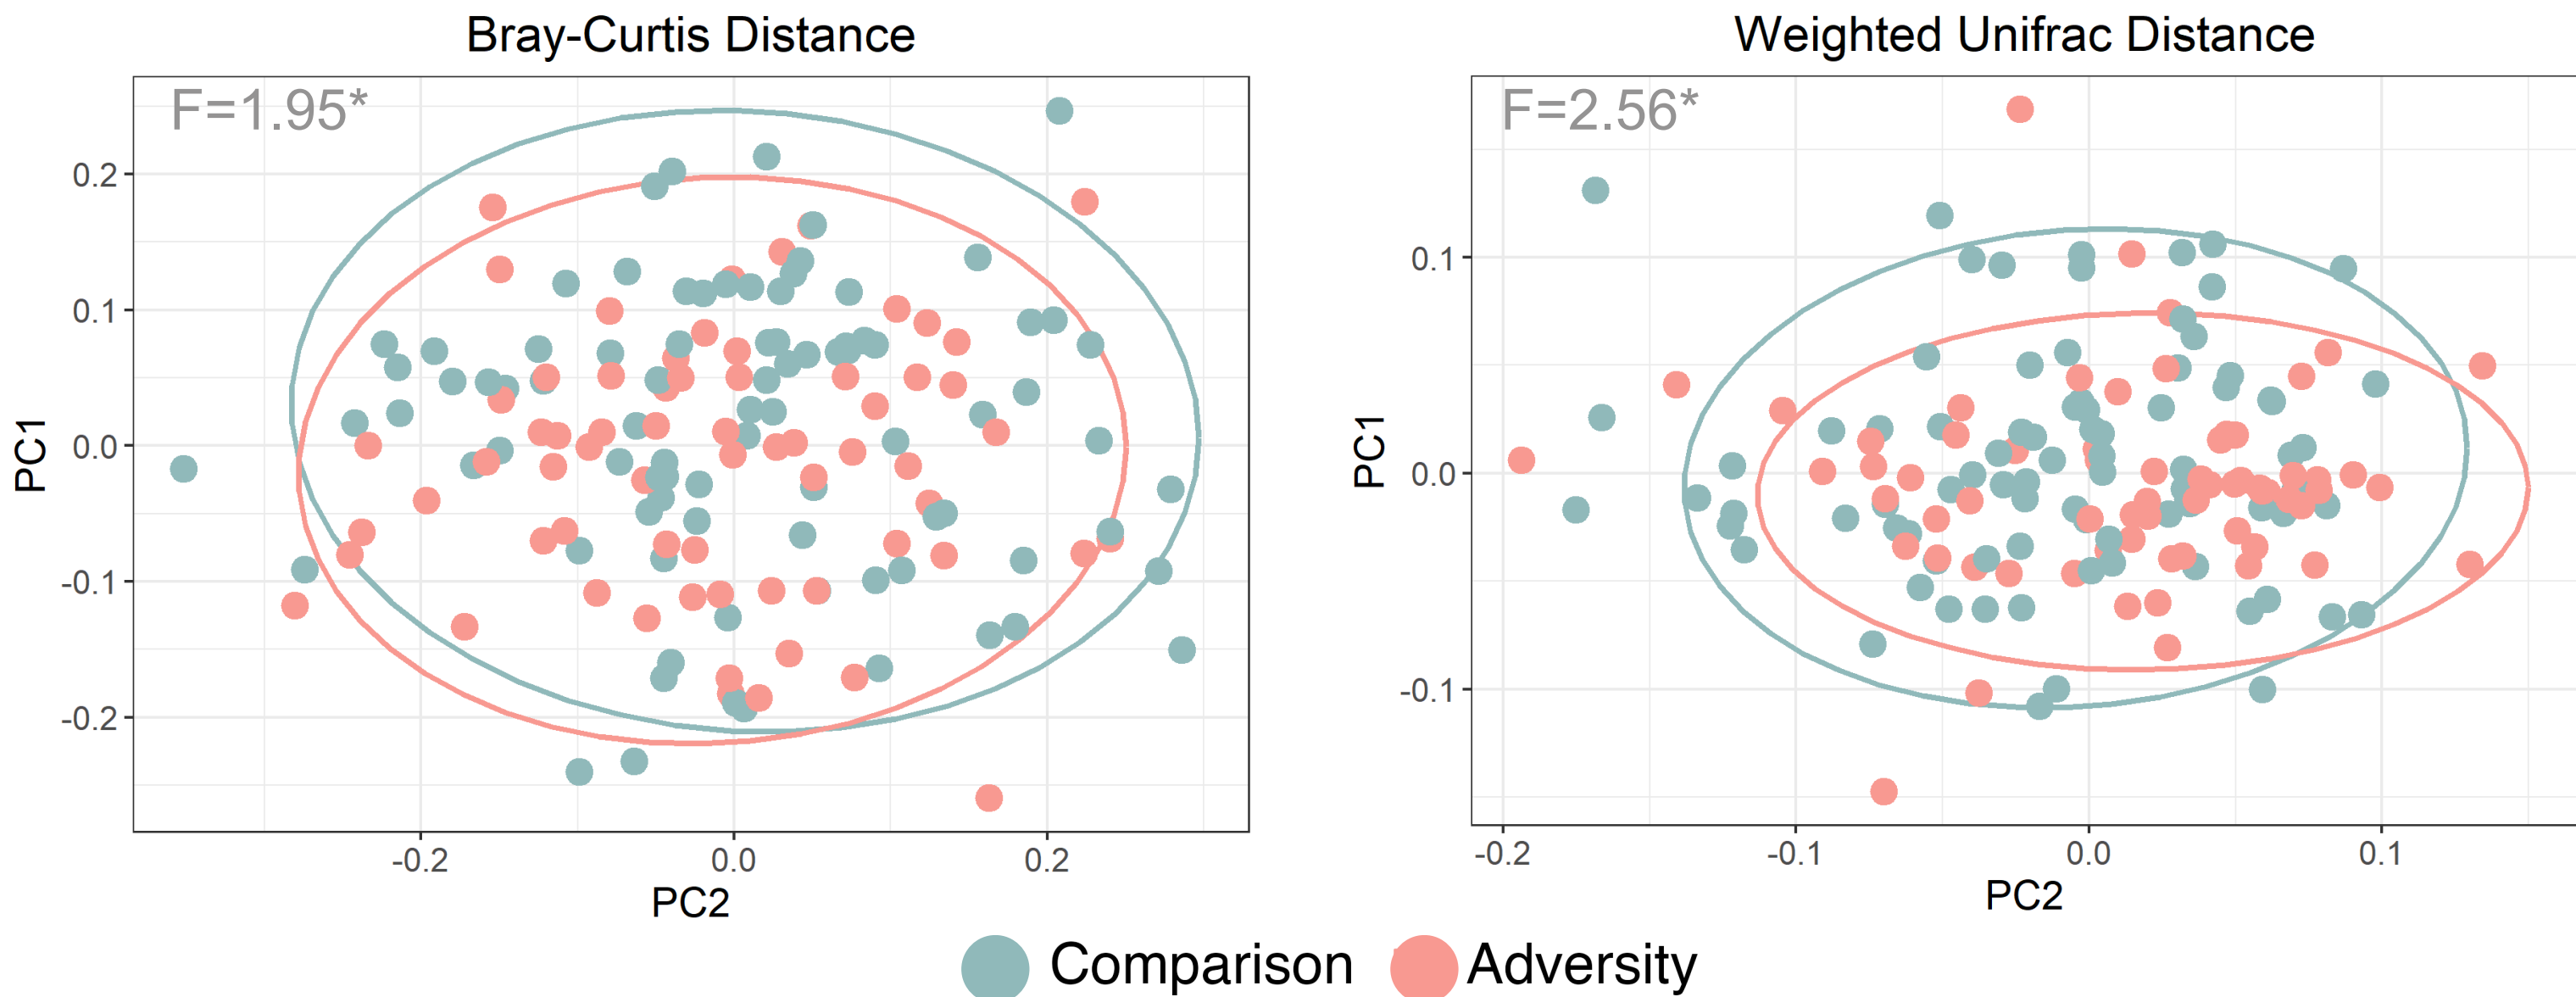 Bray-Curtis Distance
F=1.95*
0.2
0.1
0.0
-0.1
-0.2
PC1
-0.2 0.0 0.2
PC2
Weighted Unifrac Distance
F=2.56*
0.1
0.0
-0.1
PC1
-0.2 -0.1 0.0 0.1
PC2
Comparison Adversity